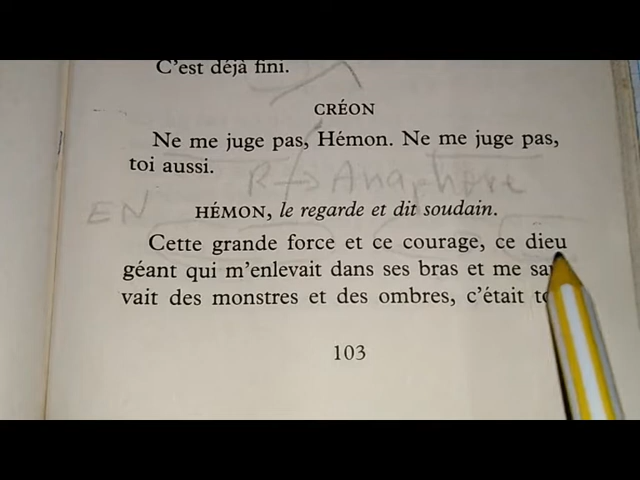 C'est déjà fini.
CRÉON
Ne me juge pas, Hémon. Ne me juge pas,
toi aussi.
R → Anaphore
EN
HÉMON, le regarde et dit soudain.
Cette grande force et ce courage, ce dieu
géant qui m'enlevait dans ses bras et me
vait des monstres et des ombres, c'était
103